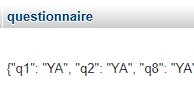 questionnaire
{"q1": "YA", "q2": "YA", "q8": "YA"